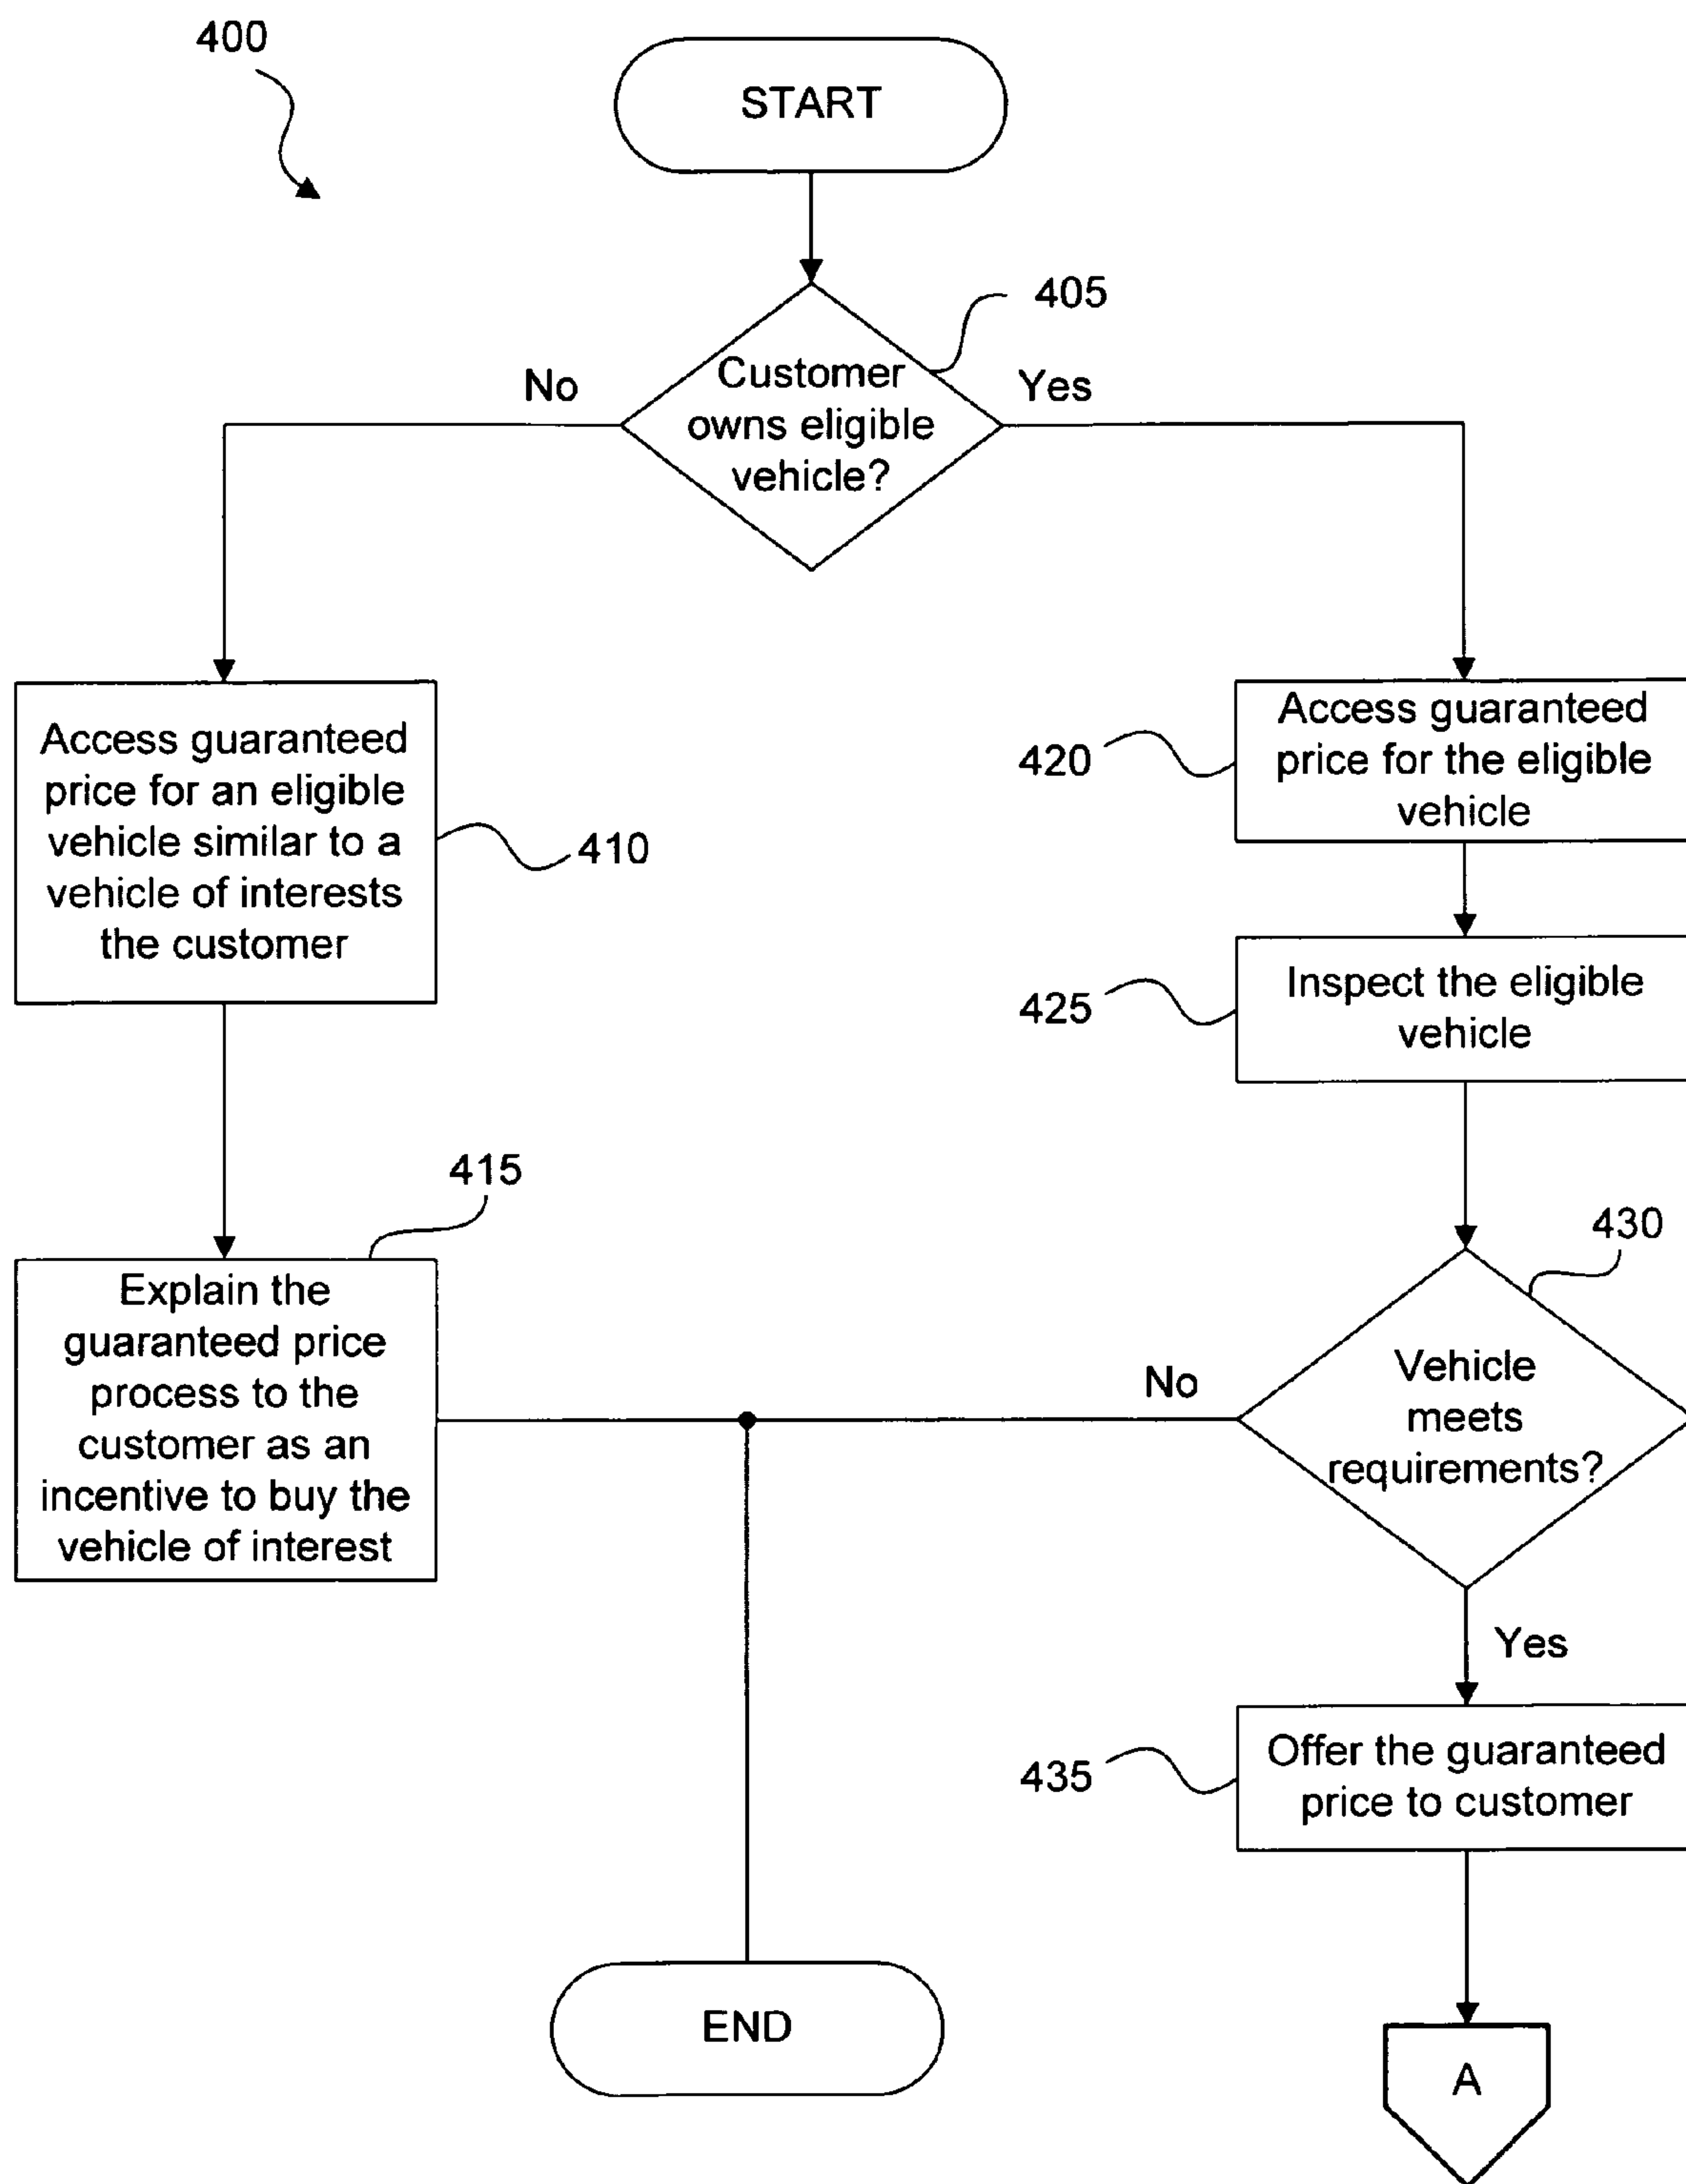 400
START
405
No
Yes
Customer
owns eligible
vehicle?
Access guaranteed
price for an eligible
vehicle similar to a
vehicle of interests
the customer
410
420
Access guaranteed
price for the eligible
vehicle
425
Inspect the eligible
vehicle
415
Explain the
guaranteed price
process to the
customer as an
incentive to buy the
vehicle of interest
430
No
Vehicle
meets
requirements?
Yes
435
Offer the guaranteed
price to customer
END
A